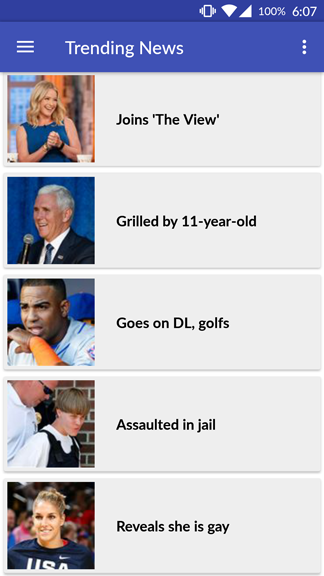 100% 6:07
Trending News
Joins 'The View'
Grilled by 11-year-old
Goes on DL, golfs
Assaulted in jail
Reveals she is gay
USA